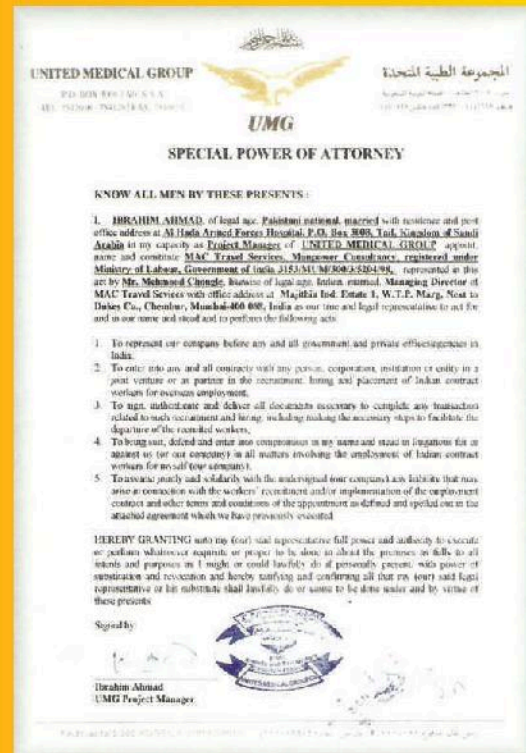 UNITED MEDICAL GROUP
المجموعة الطبية المتحدة
UMG
SPECIAL POWER OF ATTORNEY
KNOW ALL MEN BY THESE PRESENTS :
I, IBRAHIM AHMAD, of legal age, Pakistani national, married with residence and post
office address at Al Hada Armed Forces Hospital, P.O. Box Taif, Kingdom of Saudi
Arabia in my capacity as Project Manager of UNITED MEDICAL GROUP appoint,
name and constitute MAC Travel Services, Manpower Consultancy, registered under
Ministry of Labour, Government of India represented in this
act by Mr. Mehmood Chougle, likewise of legal age, Indian, married, Managing Director of
MAC Travel Sevices with office address at Majithia Ind. Estate 1, W.T.P. Marg, Next to
Dukes Co., Chembur, Mumbai-400 088, India as our true and legal representative to act for
and in our name and stead and to perform the following acts
1. To represent our company before any and all government and private offices/agencies in
India.
2. To enter into any and all contracts with any person, corporation, institution or entity in a
joint venture or as partner in the recruitment, hiring and placement of Indian contract
workers for overseas employment.
3. To sign, authenticate and deliver all documents necessary to complete any transaction
related to such recruitment and hiring, including making the necessary steps to facilitate the
departure of the recruited workers;
4. To bring suit, defend and enter into compromises in my name and stead in litigations for or
against us (or our company) in all matters involving the employment of Indian contract
workers for myself (our company).
5. To assume jointly and solidarily with the undersigned (our company) any liability that may
arise in connection with the workers' recruitment and/or implementation of the employment
contract and other terms and conditions of the appointment as defined and spelled out in the
attached agreement which we have previously executed
HEREBY GRANTING unto my (our) said representative full power and authority to execute
or perform whatsoever requisite or proper to be done in about the premises as fully to all
intents and purposes as I might or could lawfully do if personally present, with power of
substitution and revocation and hereby ratifying and confirming all that my (our) said legal
representative or his substitute shall lawfully do or cause to be done under and by virtue of
these presents
Signed by
UMG
UNITED MEDICAL GROUP
Ibrahim Ahmad
UMG Project Manager